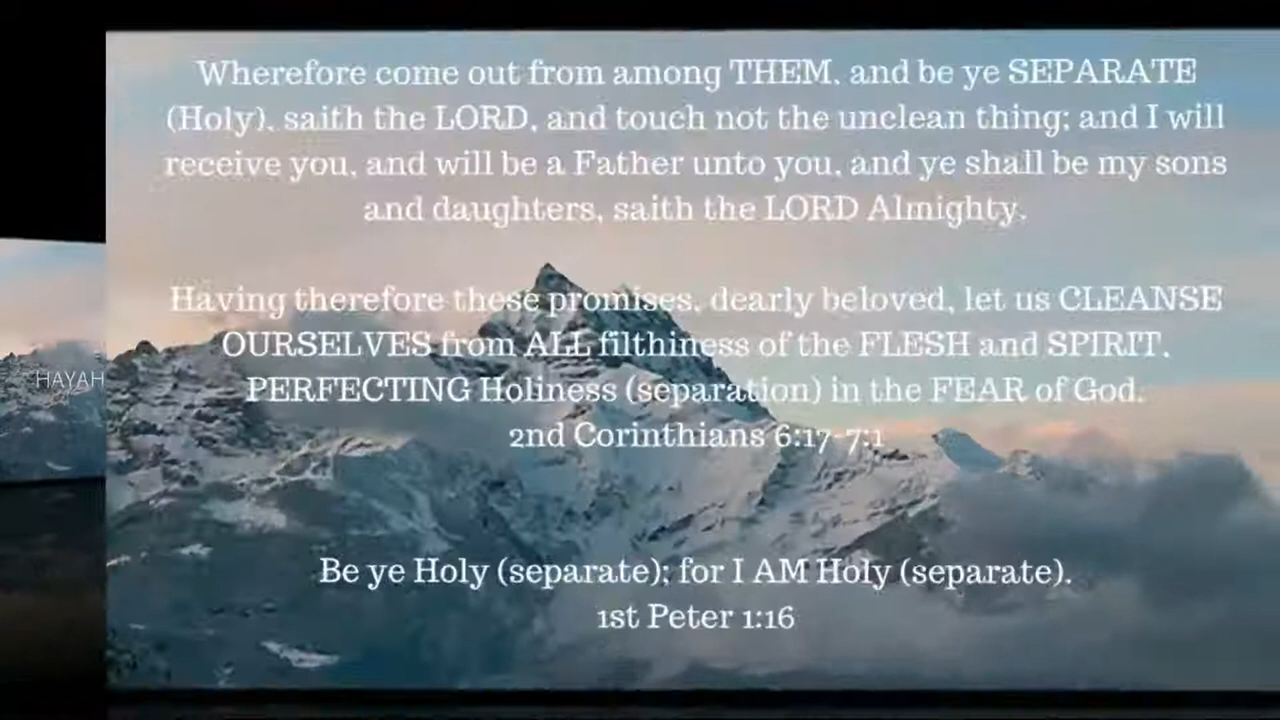 Wherefore come out from among THEM, and be ye SEPARATE
(Holy), saith the LORD, and touch not the unclean thing; and I will
receive you, and will be a Father unto you, and ye shall be my sons
and daughters, saith the LORD Almighty.
Having therefore these promises, dearly beloved, let us CLEANSE
OURSELVES from ALL filthiness of the FLESH and SPIRIT,
PERFECTING Holiness (separation) in the FEAR of God.
2nd Corinthians 6:17-7:1
HAYAH
Be ye Holy (separate); for I AM Holy (separate).
1st Peter 1:16